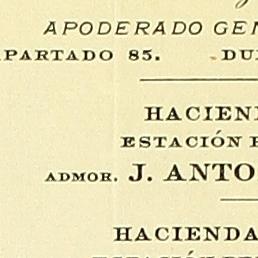 APODERADO GEN
APARTADO 85. DU
HACIEN
ESTACIÓN
ADMOR. J. ANTO
HACIENDA